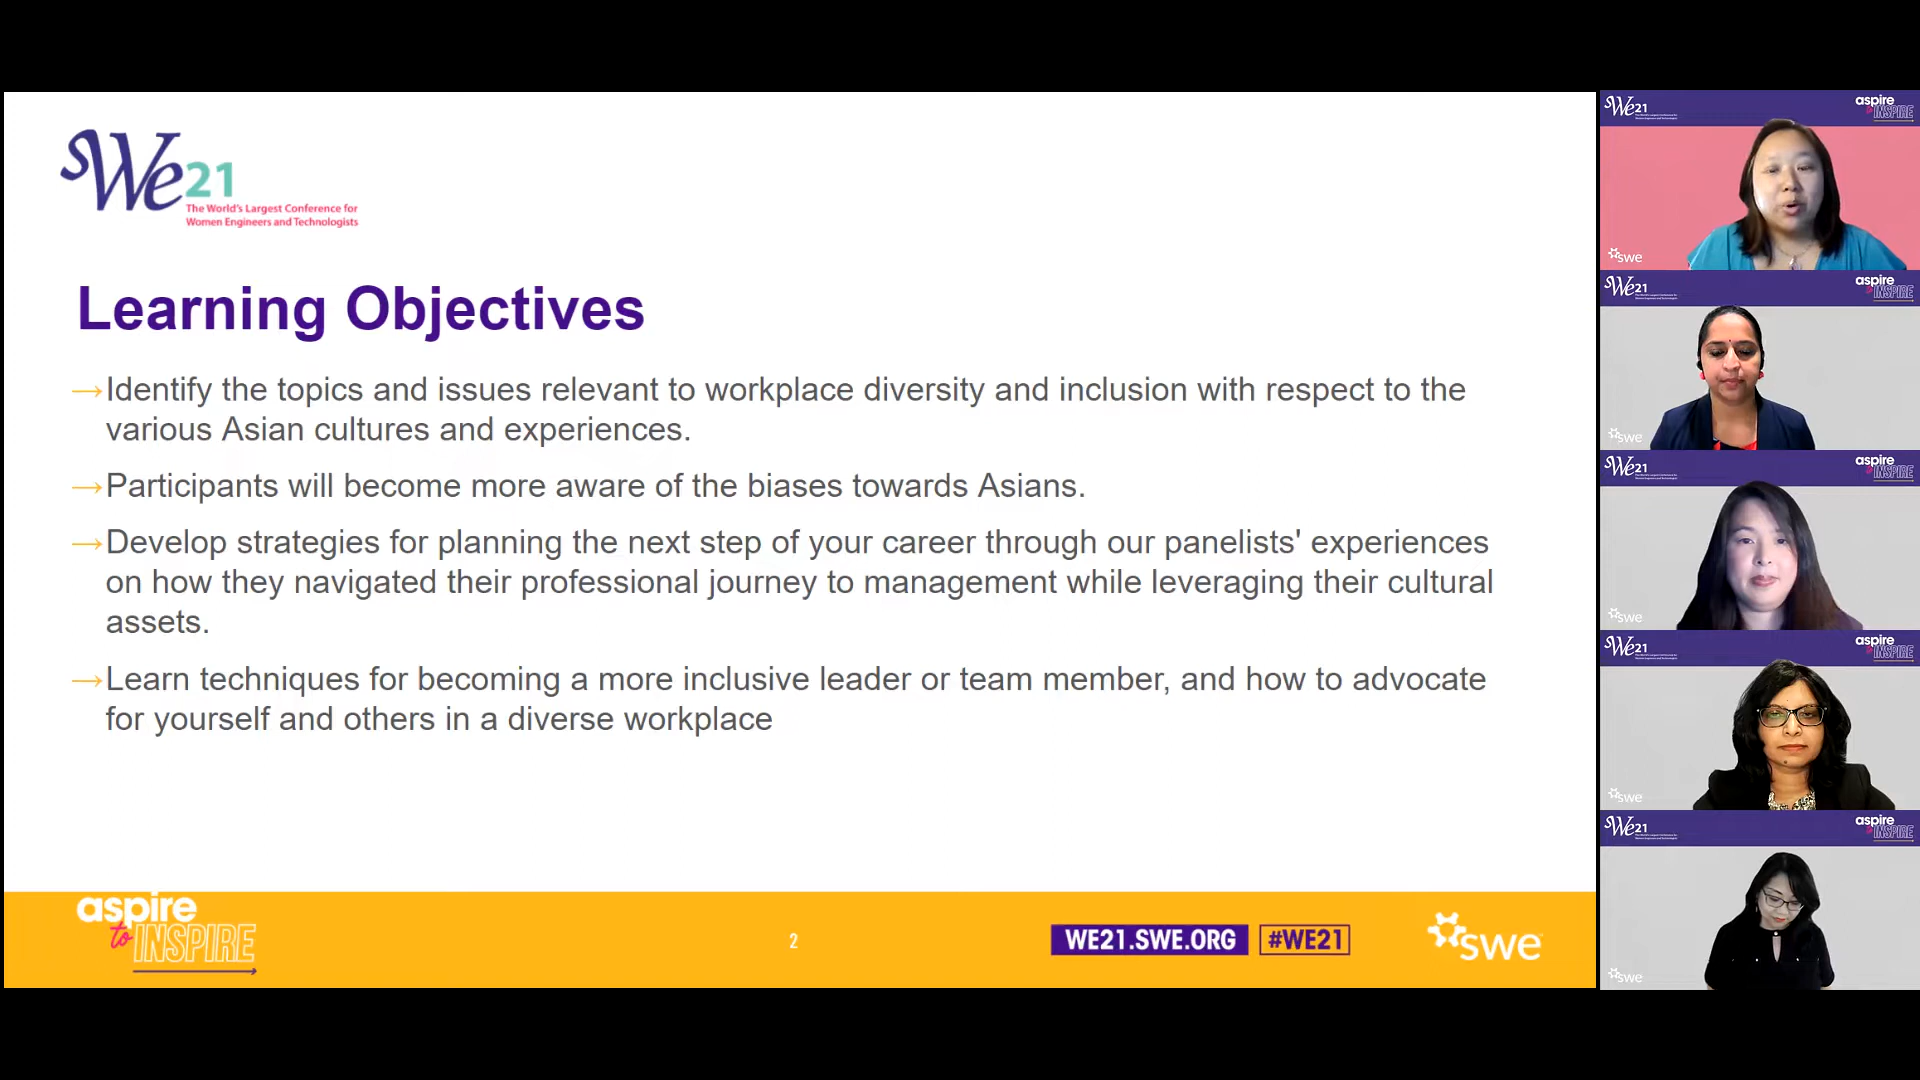 sWe21
The World's Largest Conference for
Women Engineers and Technologists
Learning Objectives
→Identify the topics and issues relevant to workplace diversity and inclusion with respect to the
various Asian cultures and experiences.
→Participants will become more aware of the biases towards Asians.
→Develop strategies for planning the next step of your career through our panelists' experiences
on how they navigated their professional journey to management while leveraging their cultural
assets.
→Learn techniques for becoming a more inclusive leader or team member, and how to advocate
for yourself and others in a diverse workplace
aspire
to INSPIRE
2
WE21.SWE.ORG #WE21
swe
sWe21
aspire
to INSPIRE
swe
sWe21
aspire
to INSPIRE
swe
sWe21
aspire
to INSPIRE
swe
sWe21
aspire
to INSPIRE
swe
sWe21
aspire
to INSPIRE
swe